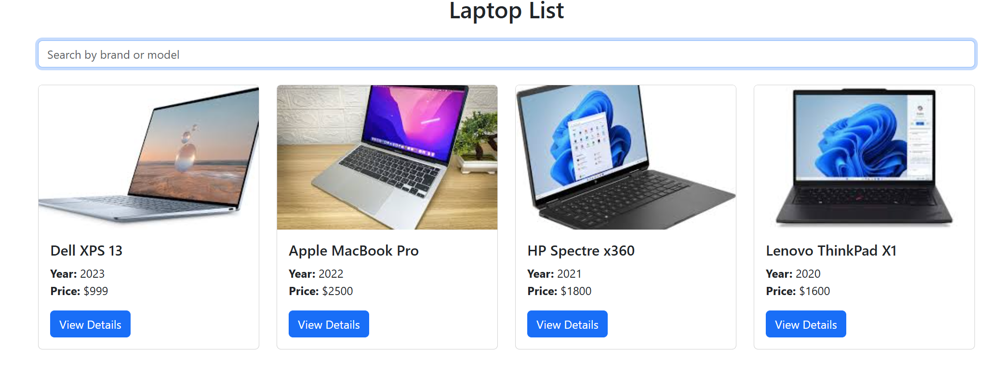 Laptop List
Search by brand or model
Dell XPS 13
Year: 2023
Price: $999
View Details
Apple MacBook Pro
Year: 2022
Price: $2500
View Details
HP Spectre x360
Year: 2021
Price: $1800
View Details
Lenovo ThinkPad X1
Year: 2020
Price: $1600
View Details